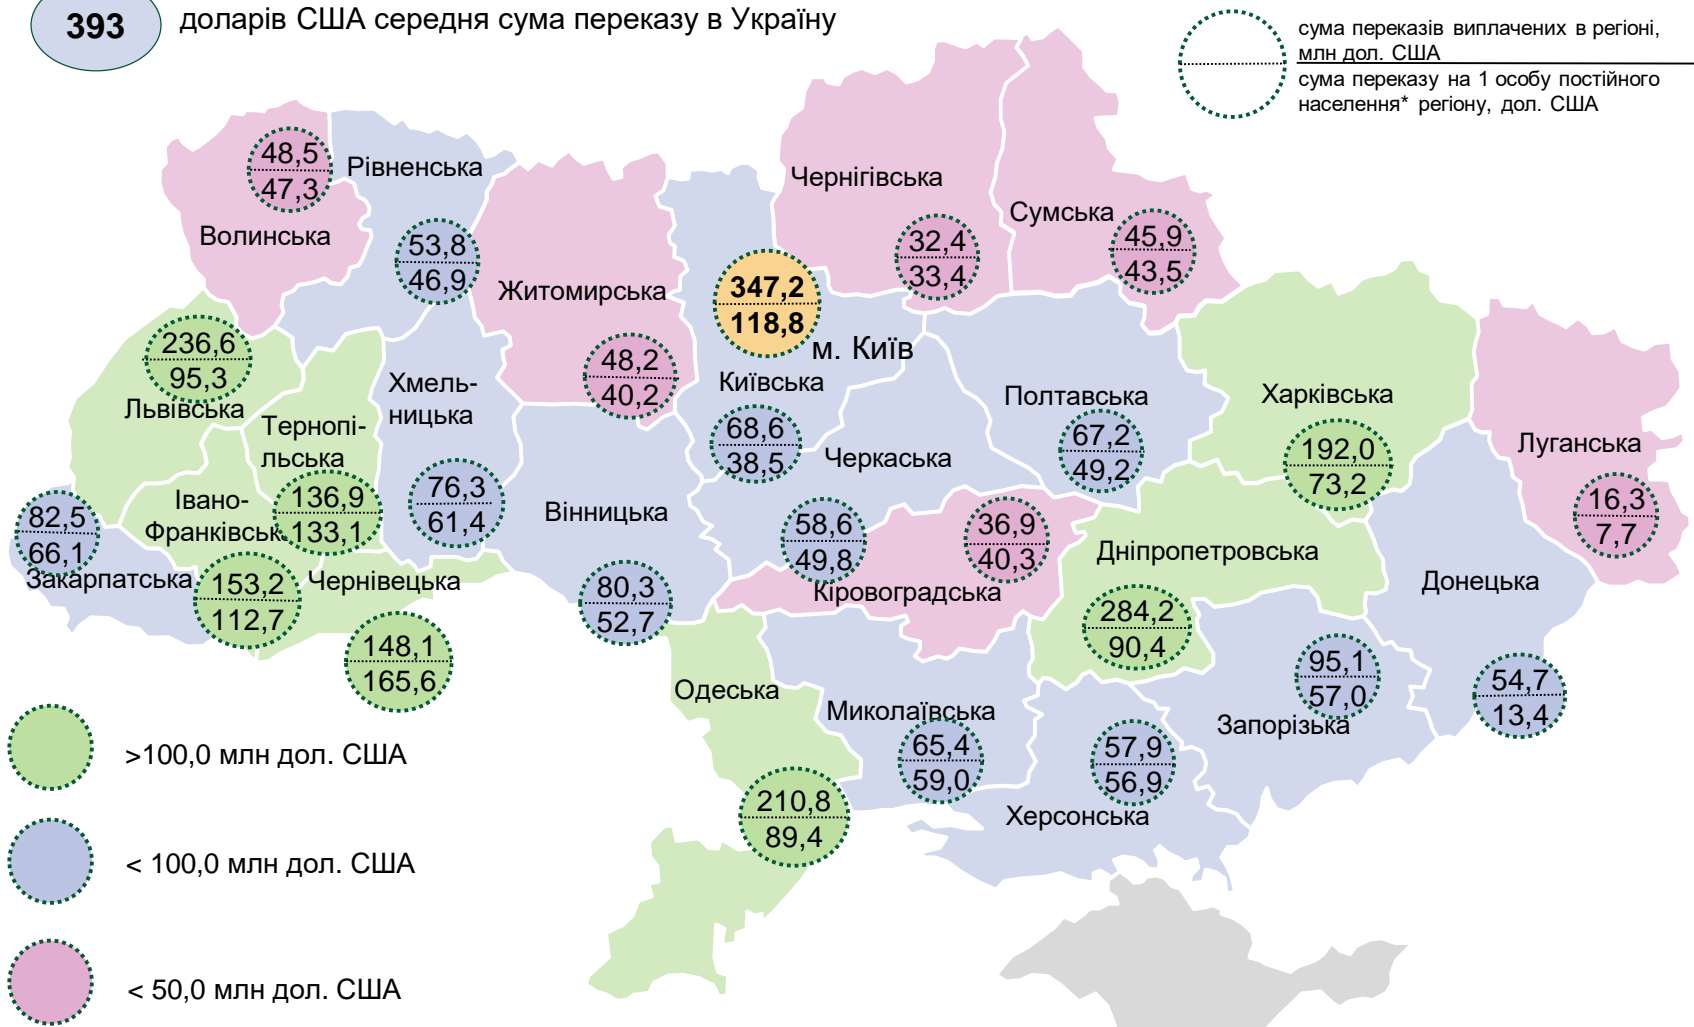 393
доларів США середня сума переказу в Україну
сума переказів виплачених в регіоні,
млн дол. США
сума переказу на 1 особу постійного
населення* регіону, дол. США
48,5
47,3
Волинська
Рівненська
53,8
46,9
Житомирська
48,2
40,2
347,2
118,8
м. Київ
Київська
68,6
38,5
Чернігівська
32,4
33,4
Сумська
45,9
43,5
236,6
95,3
Львівська
Тернопі-
льська
136,9
133,1
Хмель-
ницька
76,3
61,4
Вінницька
80,3
52,7
Черкаська
58,6
49,8
Полтавська
67,2
49,2
Харківська
192,0
73,2
Луганська
16,3
7,7
82,5
66,1
Закарпатська
Івано-
Франківськ
153,2
112,7
Чернівецька
148,1
165,6
36,9
40,3
Кіровоградська
Дніпропетровська
284,2
90,4
Донецька
54,7
13,4
95,1
57,0
Запорізька
Одеська
210,8
89,4
Миколаївська
65,4
59,0
57,9
56,9
Херсонська
>100,0 млн дол. США
< 100,0 млн дол. США
< 50,0 млн дол. США